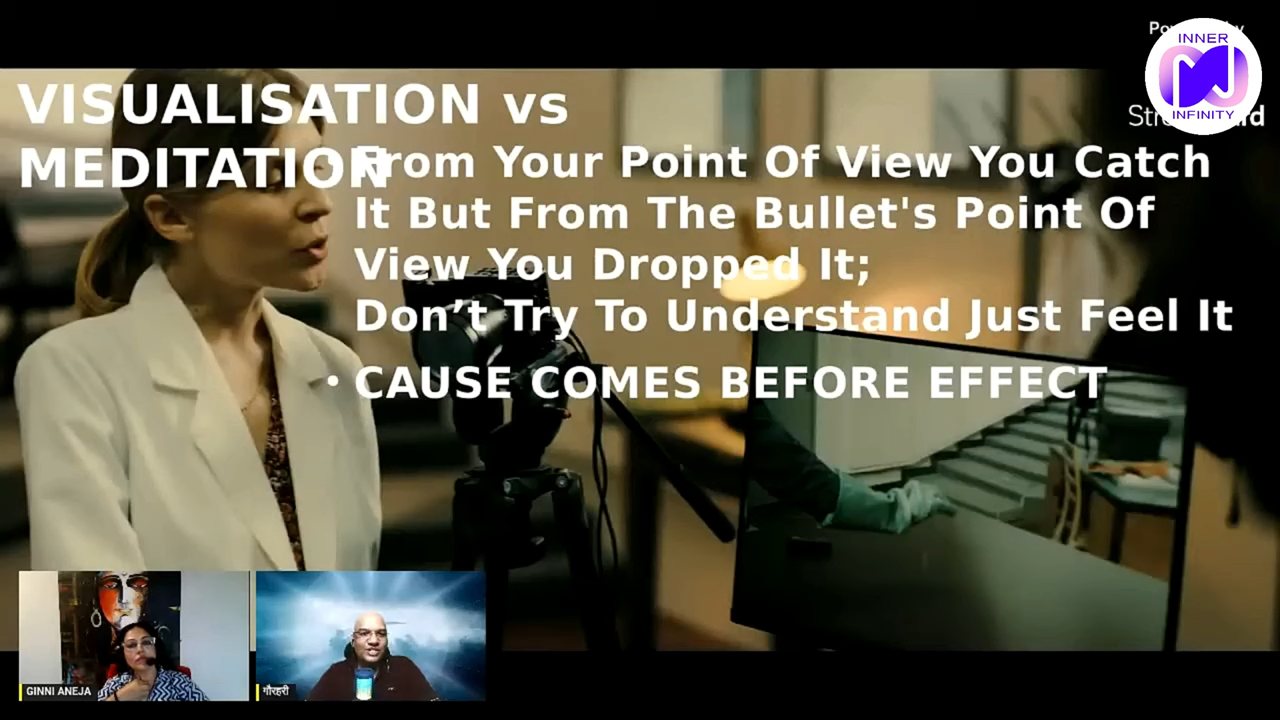 INNER
INFINITY
VISUALISATION vs
MEDITATION
From Your Point Of View You Catch
It But From The Bullet's Point Of
View You Dropped It;
Don’t Try To Understand Just Feel It
• CAUSE COMES BEFORE EFFECT
GINNI ANEJA
गौरहरी